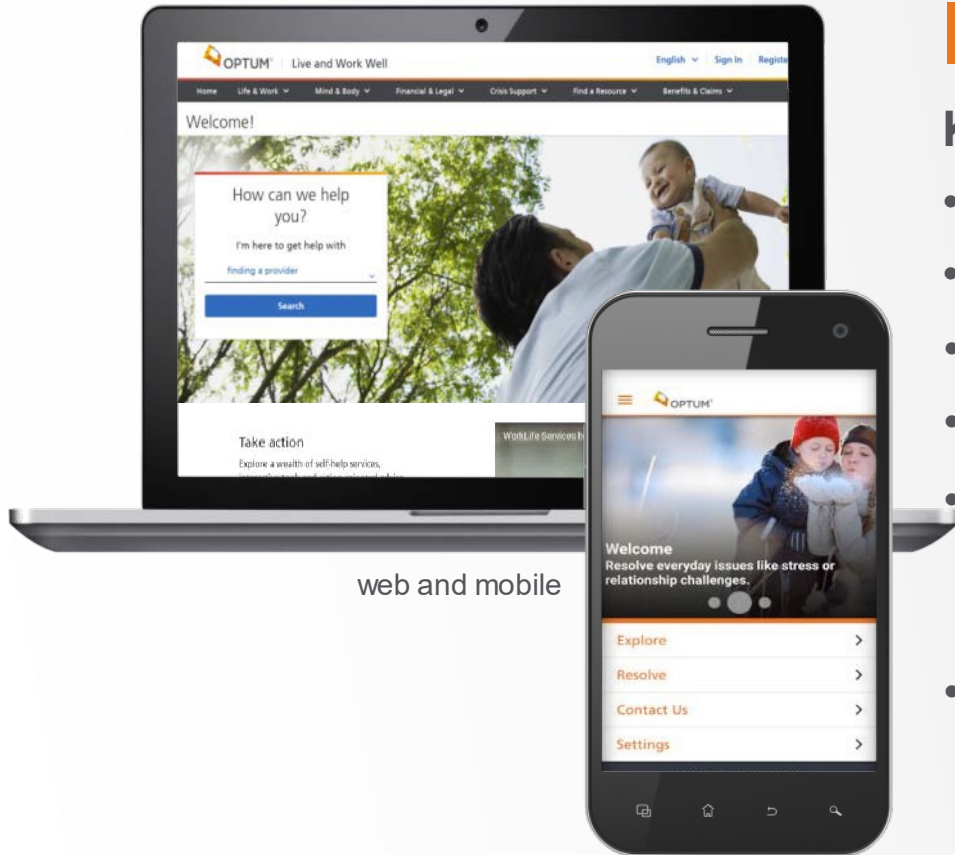 OPTUM® Live and Work Well
English Sign In Registe
Home Life & Work Mind & Body Financial & Legal Crisis Support Find a Resource Benefits & Claims
Welcome!
How can we help
you?
I'm here to get help with
finding a provider
Search
Take action
Explore a wealth of self-help services,
WorkLife Services h
OPTUM®
Welcome
Resolve everyday issues like stress or
relationship challenges.
Explore
Resolve
Contact Us
Settings
web and mobile